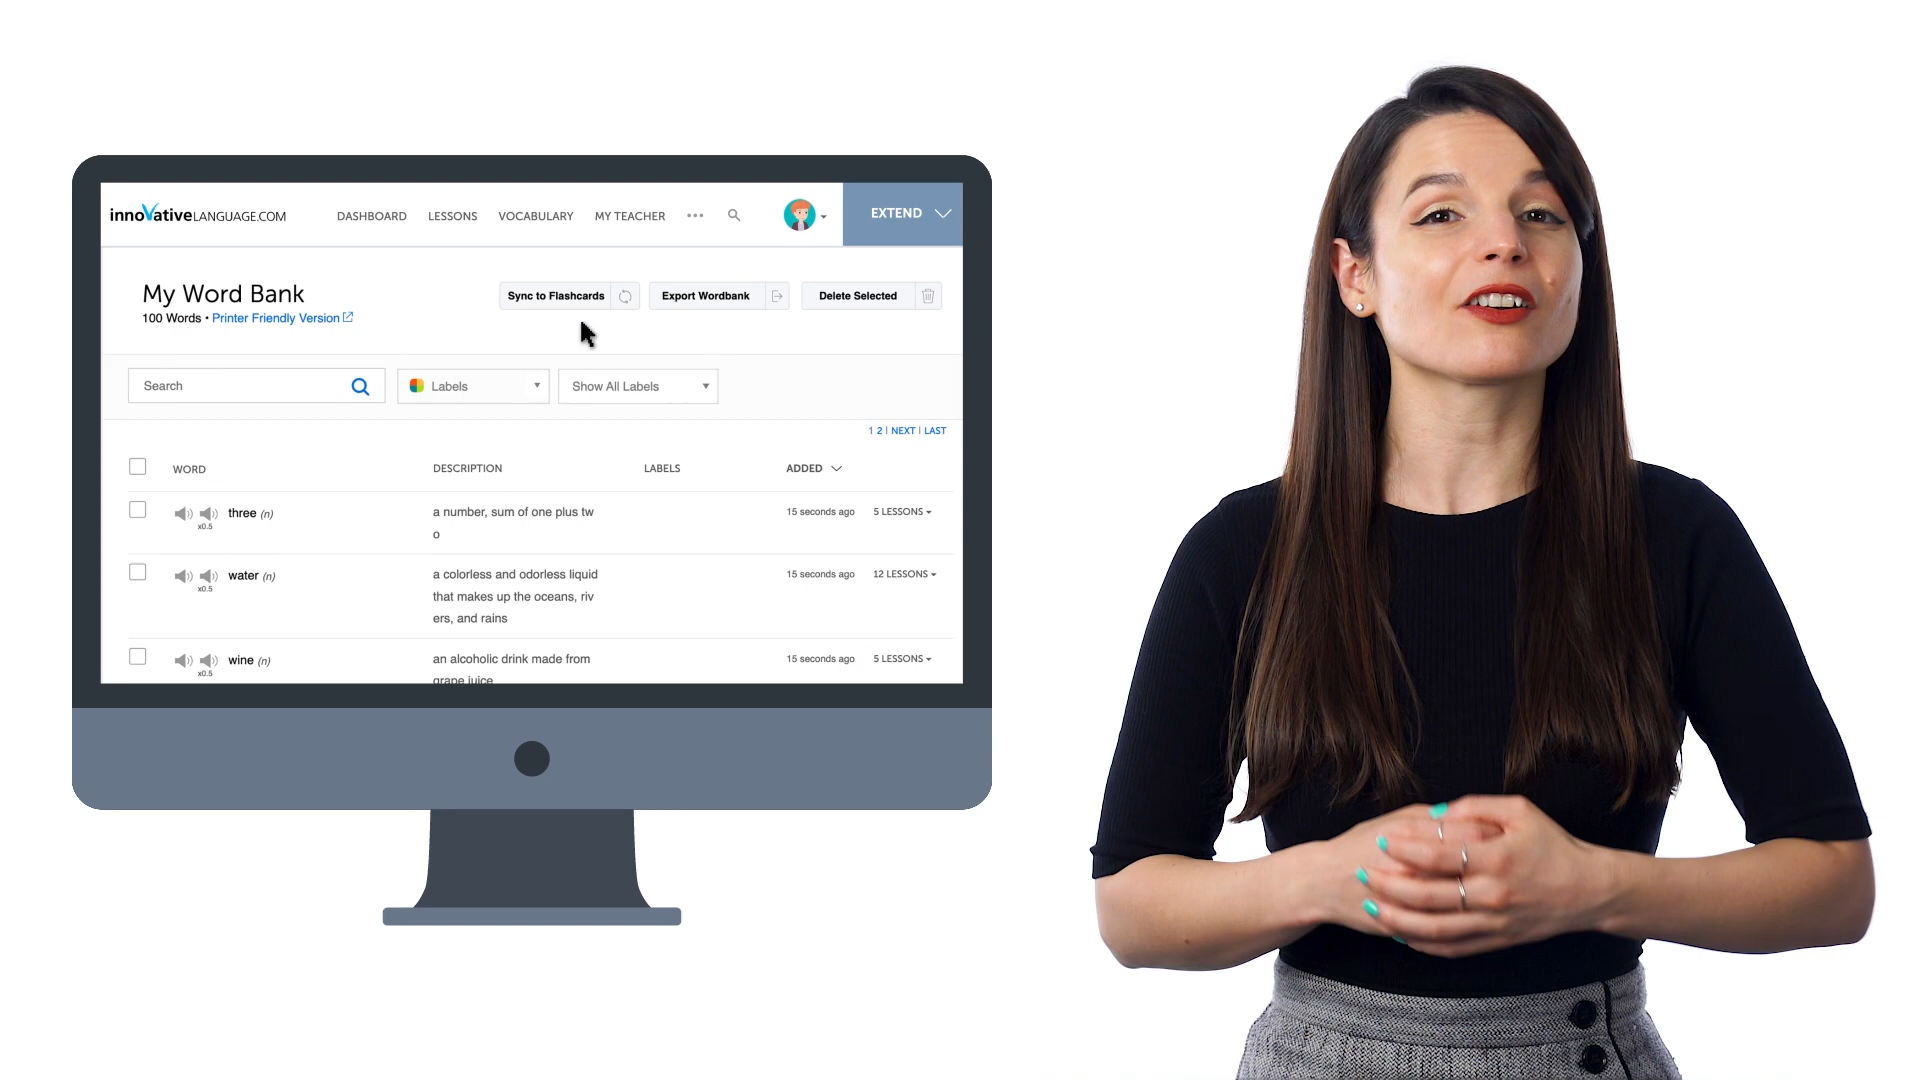 innoVativeLANGUAGE.COM DASHBOARD LESSONS VOCABULARY MY TEACHER EXTEND
My Word Bank
Sync to Flashcards Export Wordbank Delete Selected
100 Words • Printer Friendly Version
Search Labels Show All Labels
1 2 | NEXT | LAST
WORD DESCRIPTION LABELS ADDED
three (n) a number, sum of one plus tw 15 seconds ago 5 LESSONS
x0.5
o
water (n) a colorless and odorless liquid 15 seconds ago 12 LESSONS
x0.5
that makes up the oceans, riv
ers, and rains
wine (n) an alcoholic drink made from 15 seconds ago 5 LESSONS
x0.5
grape juice